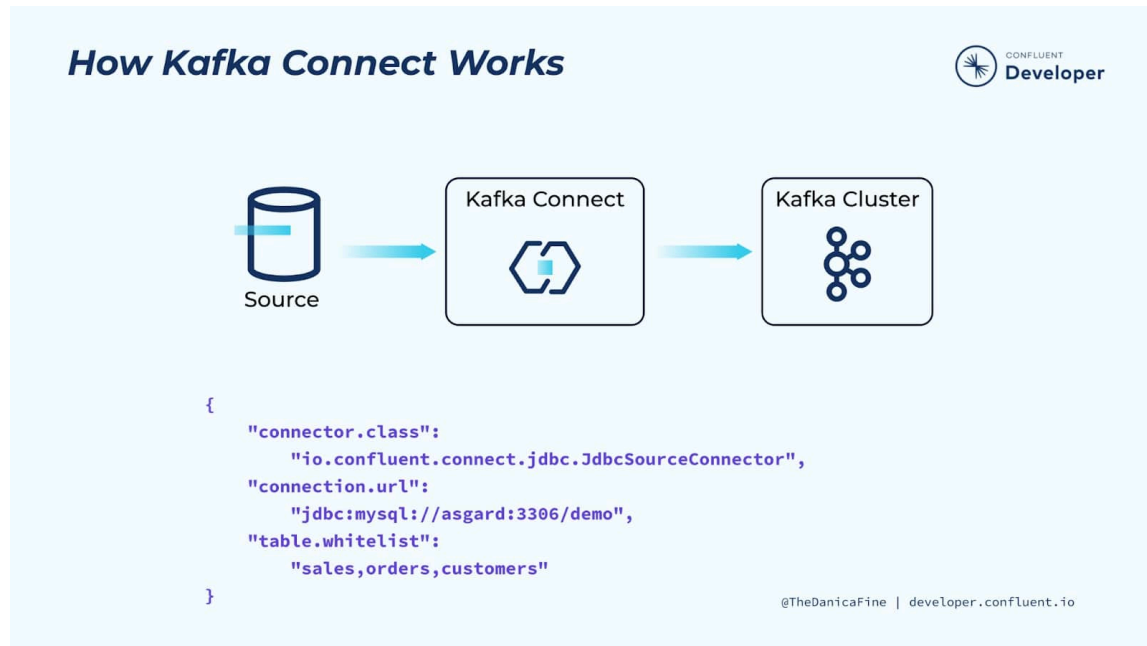 How Kafka Connect Works
CONFLUENT
Developer
Kafka Connect
Kafka Cluster
Source
{
"connector.class":
"io.confluent.connect.jdbc.JdbcSourceConnector",
"connection.url":
"jdbc:mysql://asgard:3306/demo",
"table.whitelist":
"sales,orders,customers"
}
@TheDanicaFine | developer.confluent.io